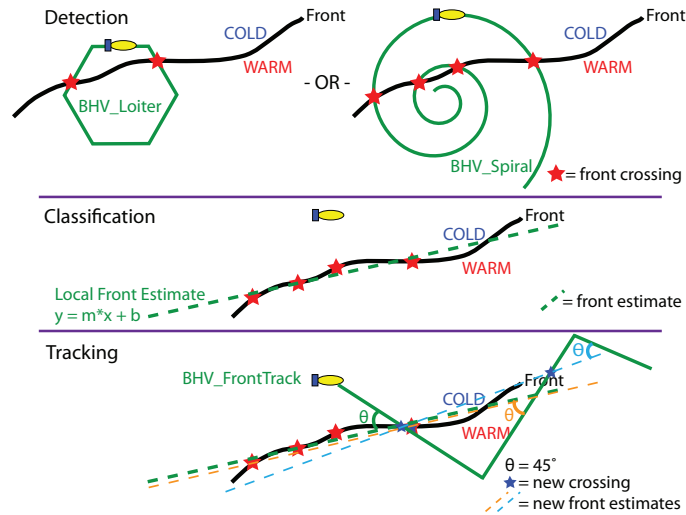 Detection
Front
COLD
WARM
BHV_Loiter
- OR -
Front
COLD
WARM
BHV_Spiral
= front crossing
Classification
Front
COLD
WARM
Local Front Estimate
y = m*x + b
= front estimate
Tracking
BHV_FrontTrack
θ
θ
Front
COLD
θ
WARM
θ = 45°
= new crossing
= new front estimates